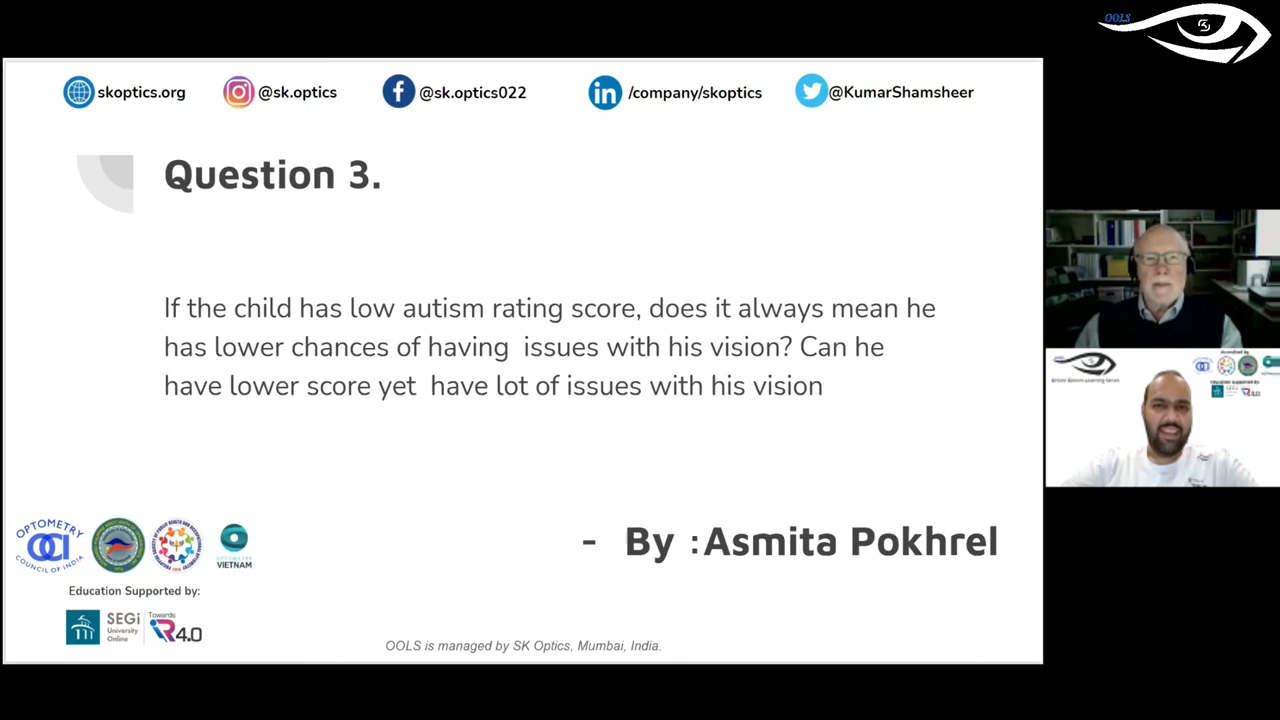 OOLS
skoptics.org
@sk.optics
@sk.optics022
/company/skoptics
@KumarShamsheer
Question 3.
If the child has low autism rating score, does it always mean he
has lower chances of having issues with his vision? Can he
have lower score yet have lot of issues with his vision
- By :Asmita Pokhrel
OPTOMETRY
OCI
COUNCIL OF INDIA
OPTOMETRY
VIETNAM
Education Supported by:
SEGi
University
Online
Towards
iR4.0
OOLS is managed by SK Optics, Mumbai, India.